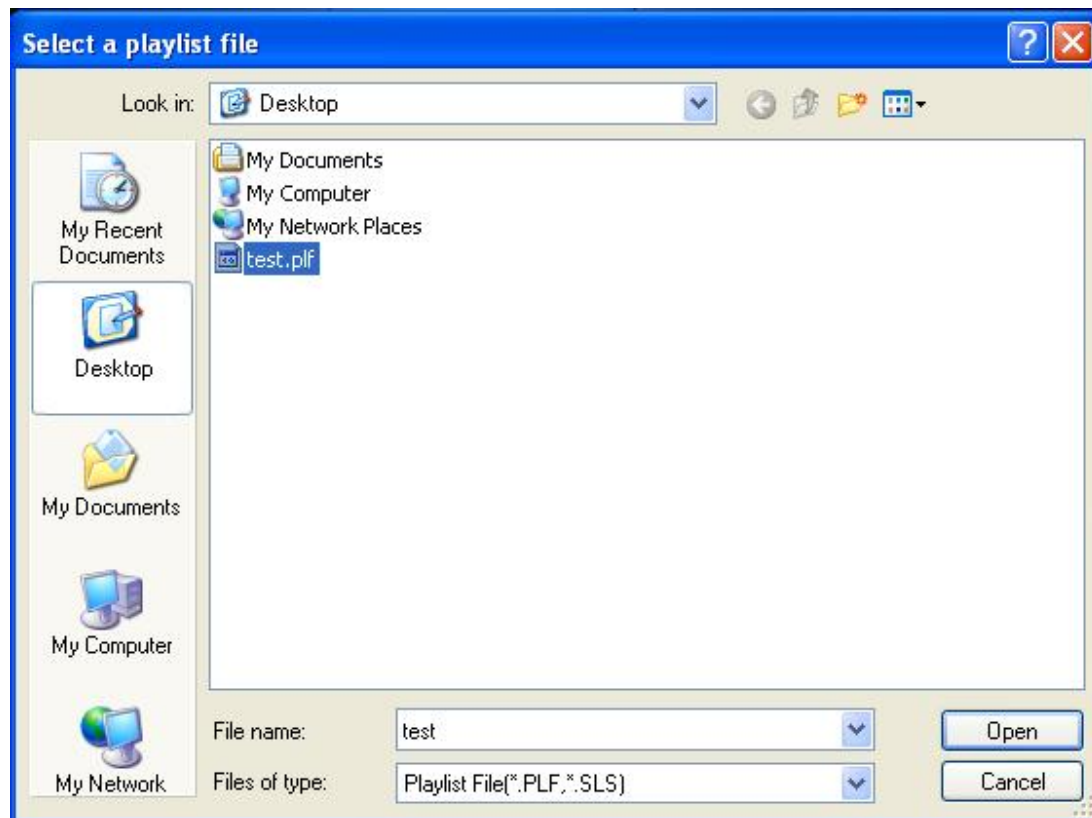 Select a playlist file
Look in:
Desktop
My Recent
Documents
Desktop
My Documents
My Computer
My Network
My Documents
My Computer
My Network Places
test.plf
File name:
test
Open
Files of type:
Playlist File(*.PLF,*.SLS)
Cancel